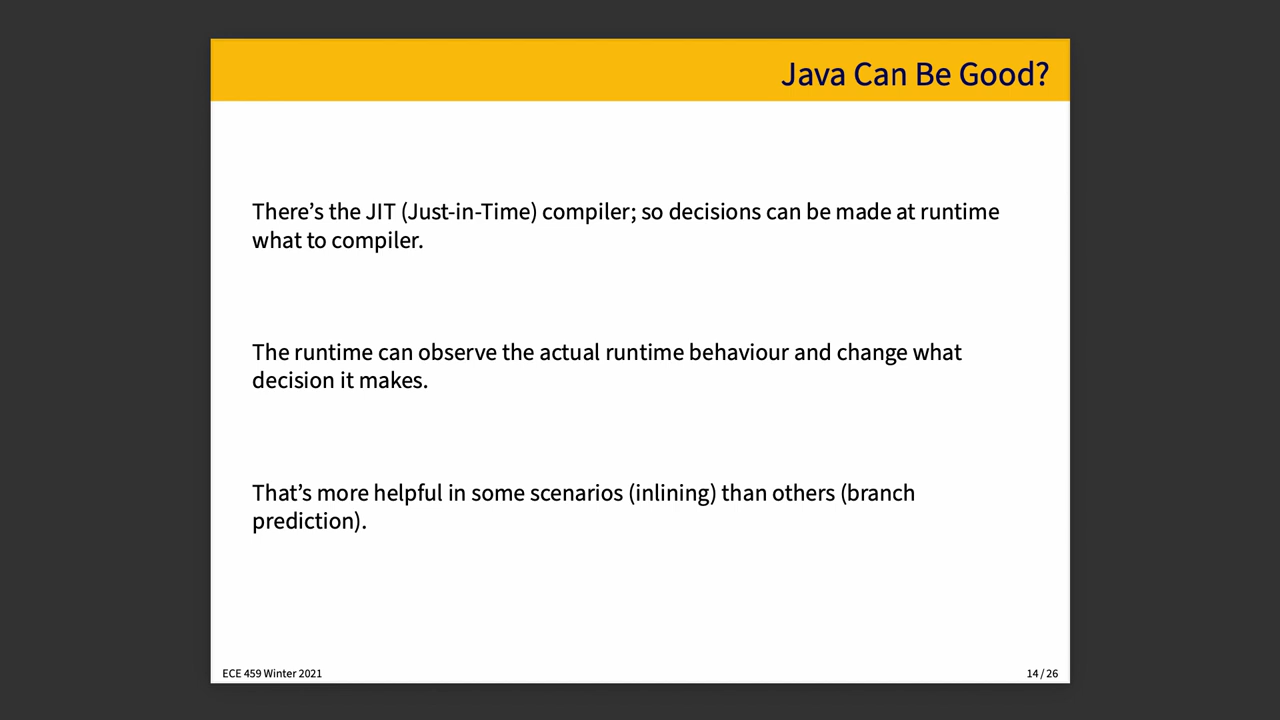 Java Can Be Good?
There’s the JIT (Just-in-Time) compiler; so decisions can be made at runtime
what to compiler.
The runtime can observe the actual runtime behaviour and change what
decision it makes.
That’s more helpful in some scenarios (inlining) than others (branch
prediction).
ECE 459 Winter 2021
14 / 26